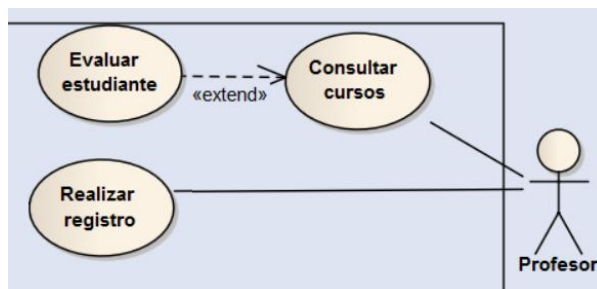 Evaluar
estudiante
«extend»
Consultar
cursos
Realizar
registro
Profesor